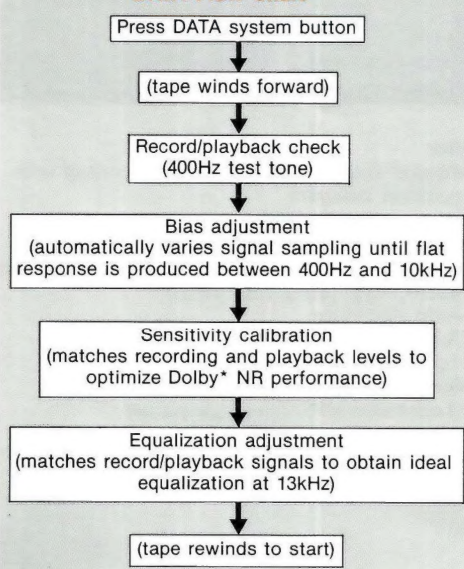 Press DATA system button
(tape winds forward)
Record/playback check
(400Hz test tone)
Bias adjustment
(automatically varies signal sampling until flat
response is produced between 400Hz and 10kHz)
Sensitivity calibration
(matches recording and playback levels to
optimize Dolby* NR performance)
Equalization adjustment
(matches record/playback signals to obtain ideal
equalization at 13kHz)
(tape rewinds to start)